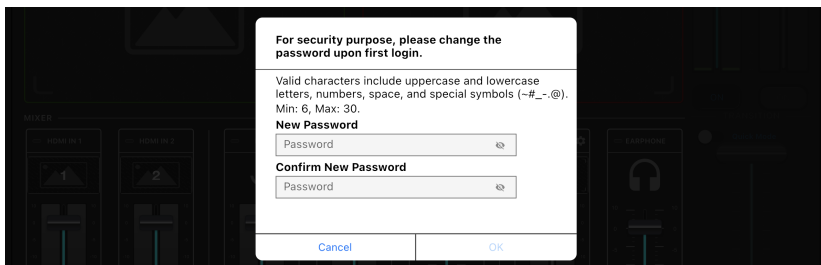 For security purpose, please change the
password upon first login.
Valid characters include uppercase and lowercase
letters, numbers, space, and special symbols (~#_-.@).
Min: 6, Max: 30.
New Password
Password
Confirm New Password
Password
Cancel
OK
MIXER
HDMI IN 1
HDMI IN 2
EARPHONE
1
2